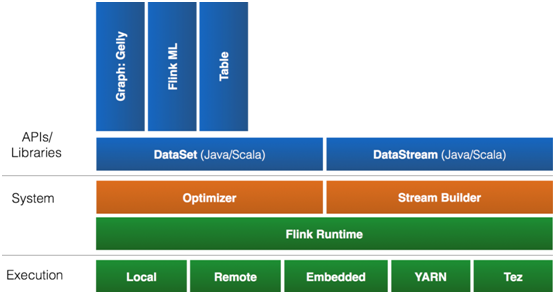 Graph: Gelly
Flink ML
Table
APIs/
Libraries
DataSet (Java/Scala)
DataStream (Java/Scala)
System
Optimizer
Stream Builder
Flink Runtime
Execution
Local
Remote
Embedded
YARN
Tez